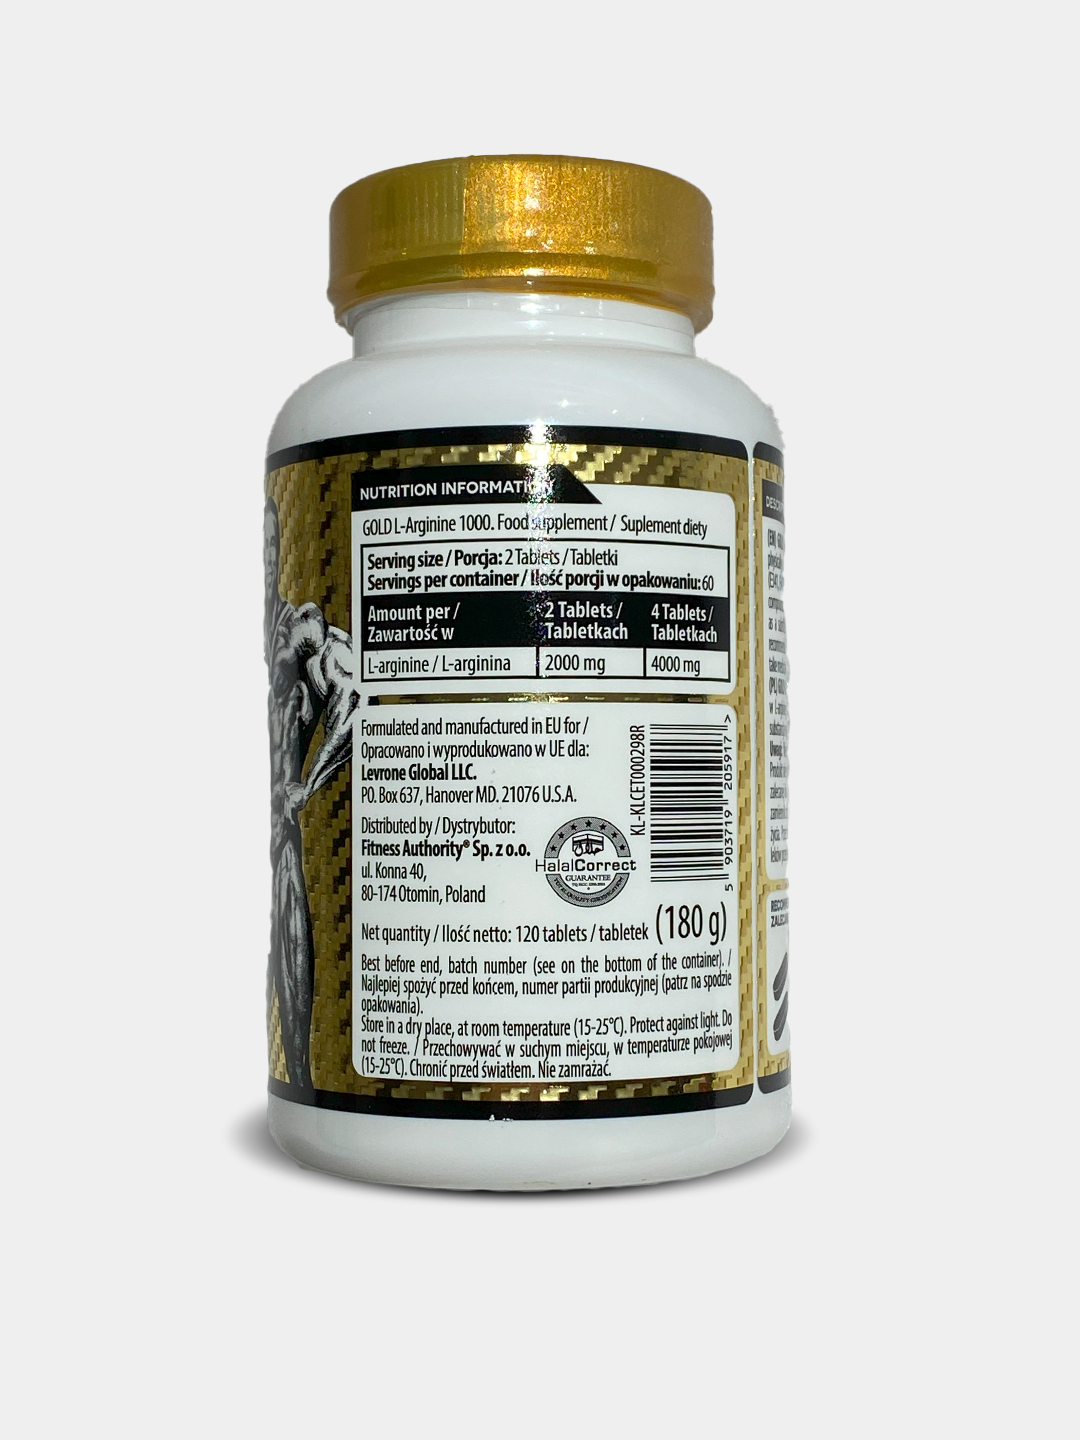 NUTRITION INFORMATION
GOLD L-Arginine 1000. Food supplement / Suplement diety
Serving size / Porcja: 2 Tablets / Tabletki
Servings per container / Ilość porcji w opakowaniu: 60
Amount per / Zawartość w
2 Tablets / Tabletkach
4 Tablets / Tabletkach
L-arginine / L-arginina 2000 mg 4000 mg
Formulated and manufactured in EU for /
Opracowano i wyprodukowano w UE dla:
Levrone Global LLC.
PO. Box 637, Hanover MD. 21076 U.S.A.
Distributed by / Dystrybutor:
Fitness Authority® Sp. z o.o.
ul. Konna 40,
80-174 Otomin, Poland
HalalCorrect
GUARANTEE
KL-KLCET000298R
5 903719 205917 >
Net quantity / Ilość netto: 120 tablets / tabletek (180 g)
Best before end, batch number (see on the bottom of the container). /
Najlepiej spożyć przed końcem, numer partii produkcyjnej (patrz na spodzie
opakowania).
Store in a dry place, at room temperature (15-25°C). Protect against light. Do
not freeze. / Przechowywać w suchym miejscu, w temperaturze pokojowej
(15-25°C). Chronić przed światłem. Nie zamrażać.